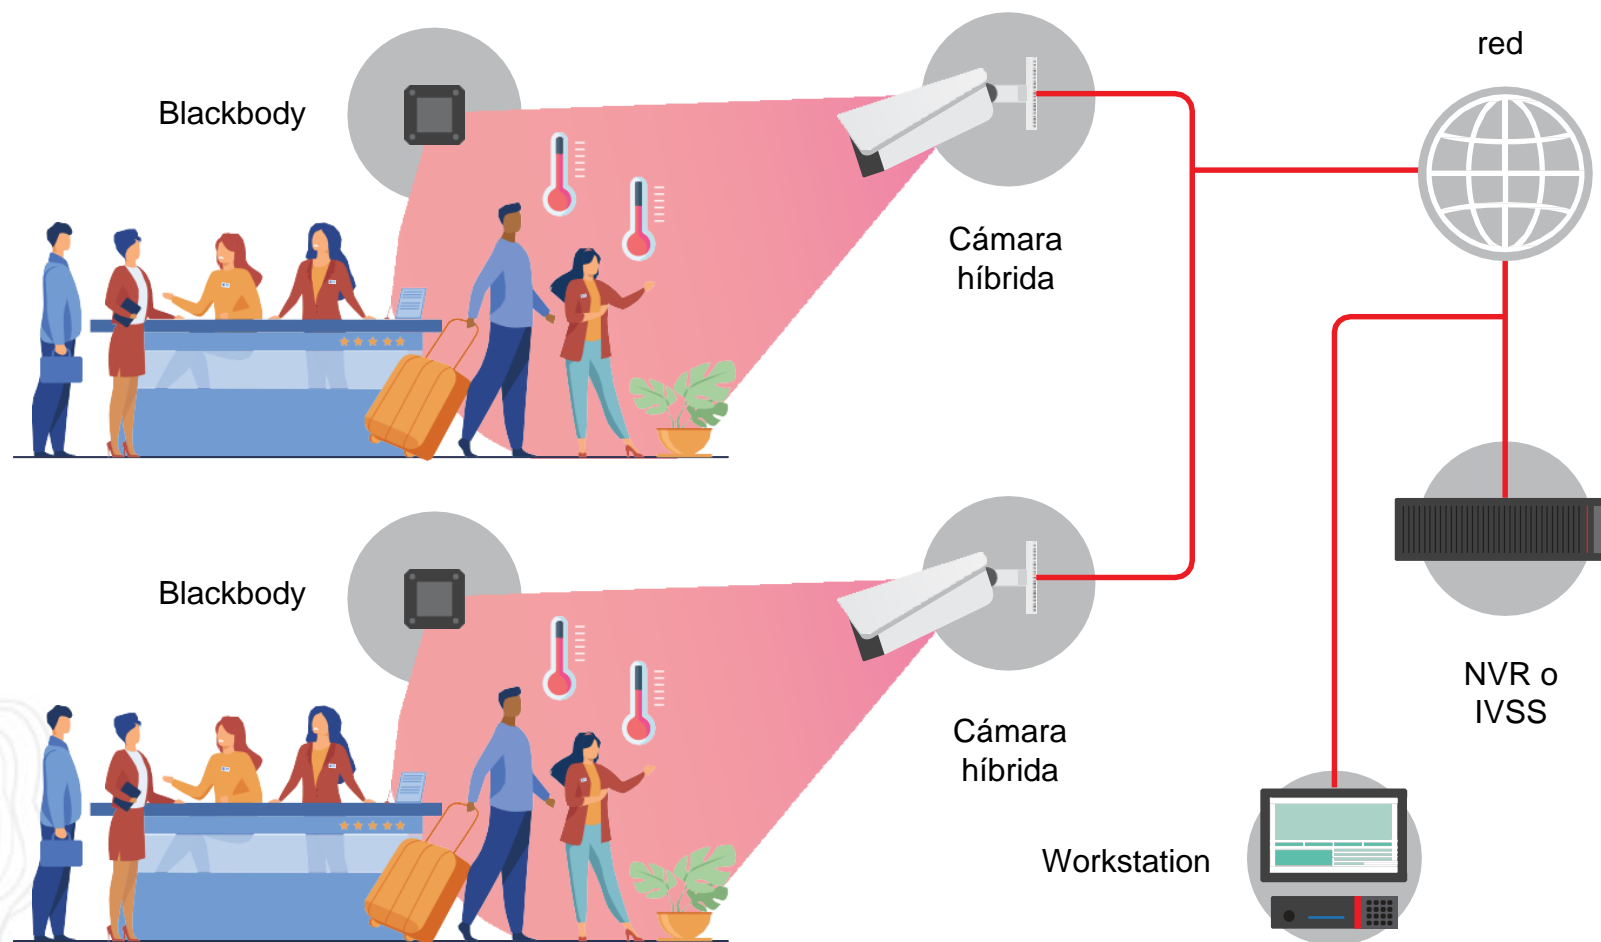 red
Blackbody
Cámara
híbrida
Blackbody
NVR o
IVSS
Cámara
híbrida
Workstation